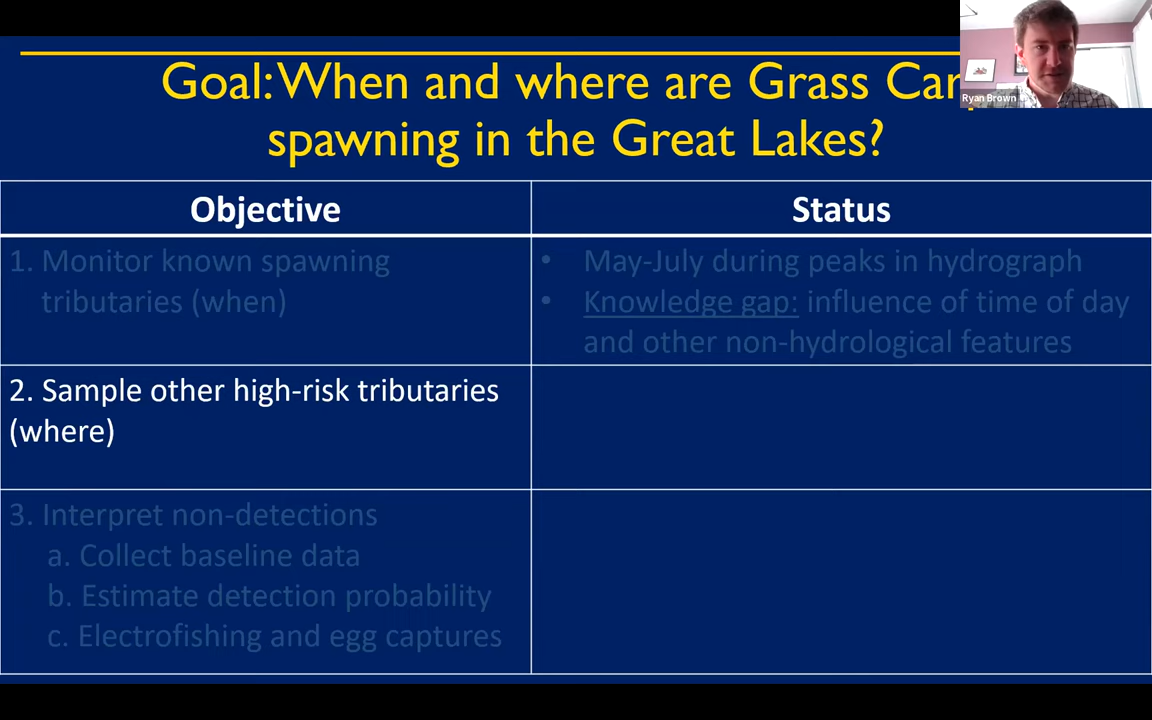 Goal: When and where are Grass Carp
spawning in the Great Lakes?
Ryan Brown
Objective
Status
1. Monitor known spawning
tributaries (when)
• May-July during peaks in hydrograph
• Knowledge gap: influence of time of day
and other non-hydrological features
2. Sample other high-risk tributaries
(where)
3. Interpret non-detections
a. Collect baseline data
b. Estimate detection probability
c. Electrofishing and egg captures